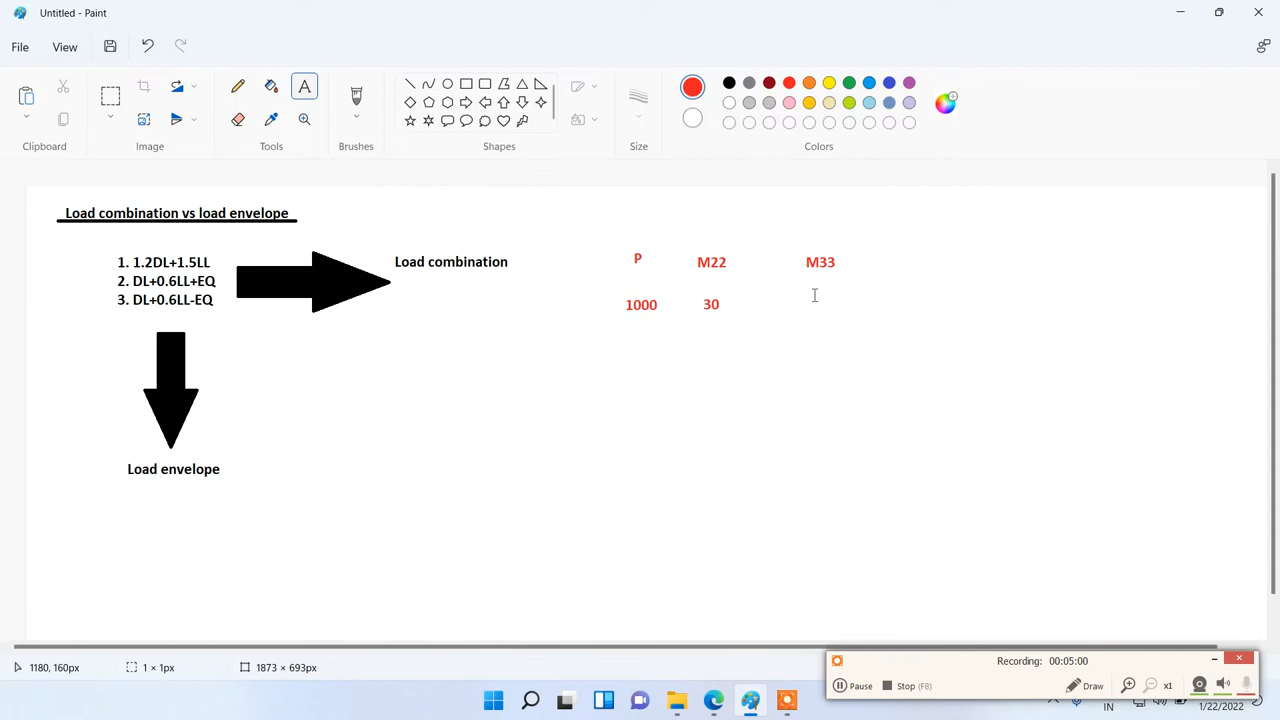 Untitled - Paint
File
View
Clipboard
Image
Tools
Brushes
Shapes
Size
Colors
Load combination vs load envelope
1. 1.2DL+1.5LL
2. DL+0.6LL+EQ
3. DL+0.6LL-EQ
Load combination
P
M22
M33
1000
30
Load envelope
1180, 160px
1 × 1px
1873 × 693px
Recording: 00:05:00
Pause
Stop (F8)
Draw
x1
IN
1/22/2022